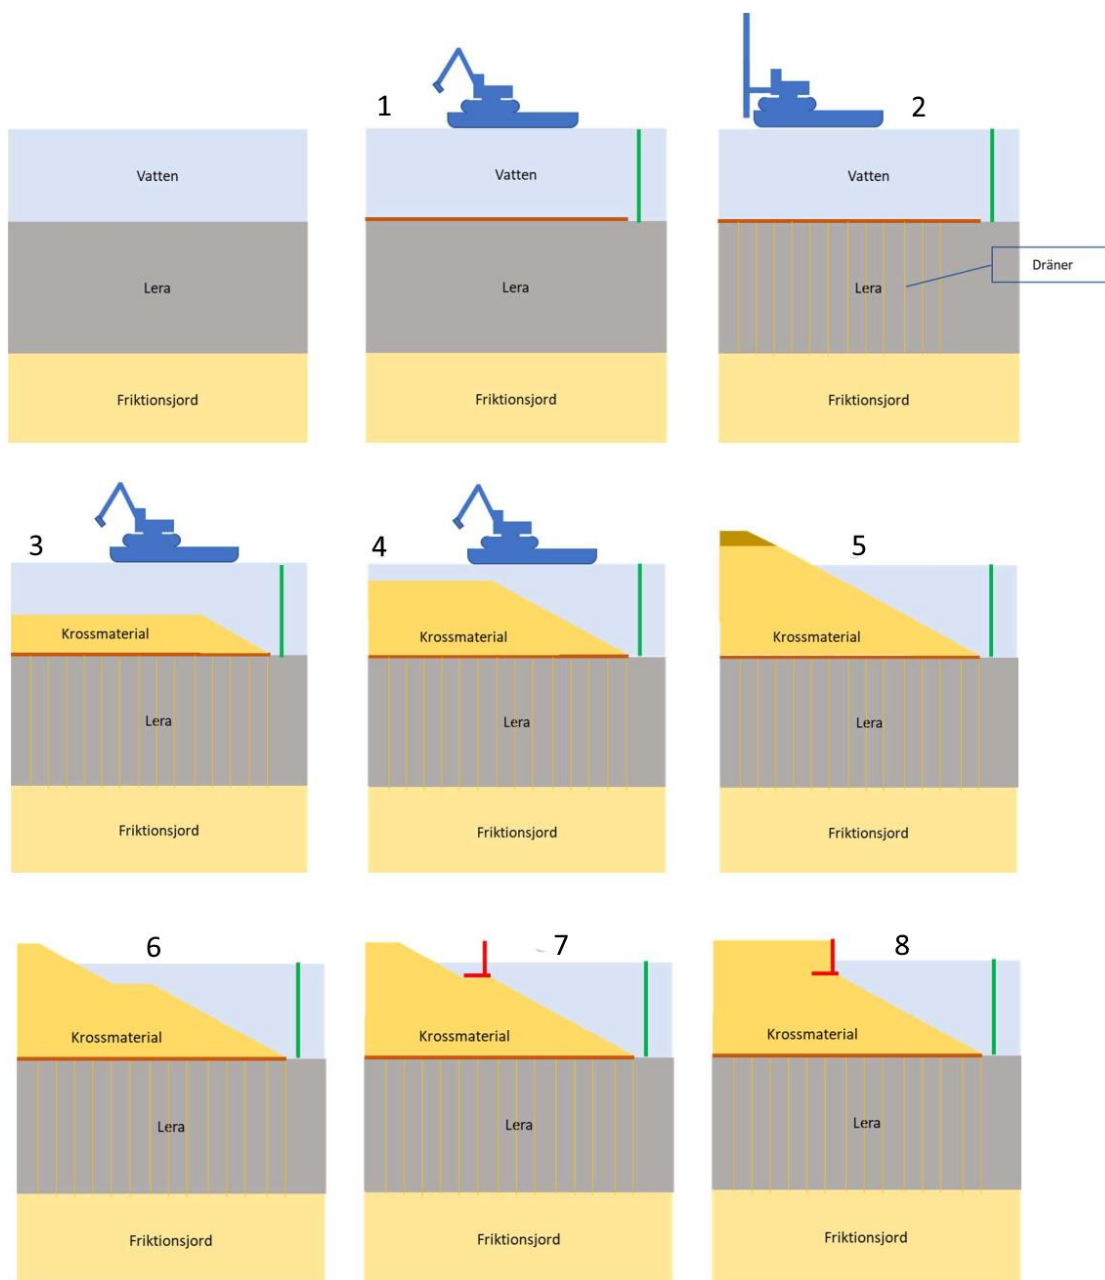 1
2
Vatten
Vatten
Vatten
Dräner
Lera
Lera
Lera
Friktionsjord
Friktionsjord
Friktionsjord
3
4
5
Krossmaterial
Krossmaterial
Krossmaterial
Lera
Lera
Lera
Friktionsjord
Friktionsjord
Friktionsjord
6
7
8
Krossmaterial
Krossmaterial
Krossmaterial
Lera
Lera
Lera
Friktionsjord
Friktionsjord
Friktionsjord